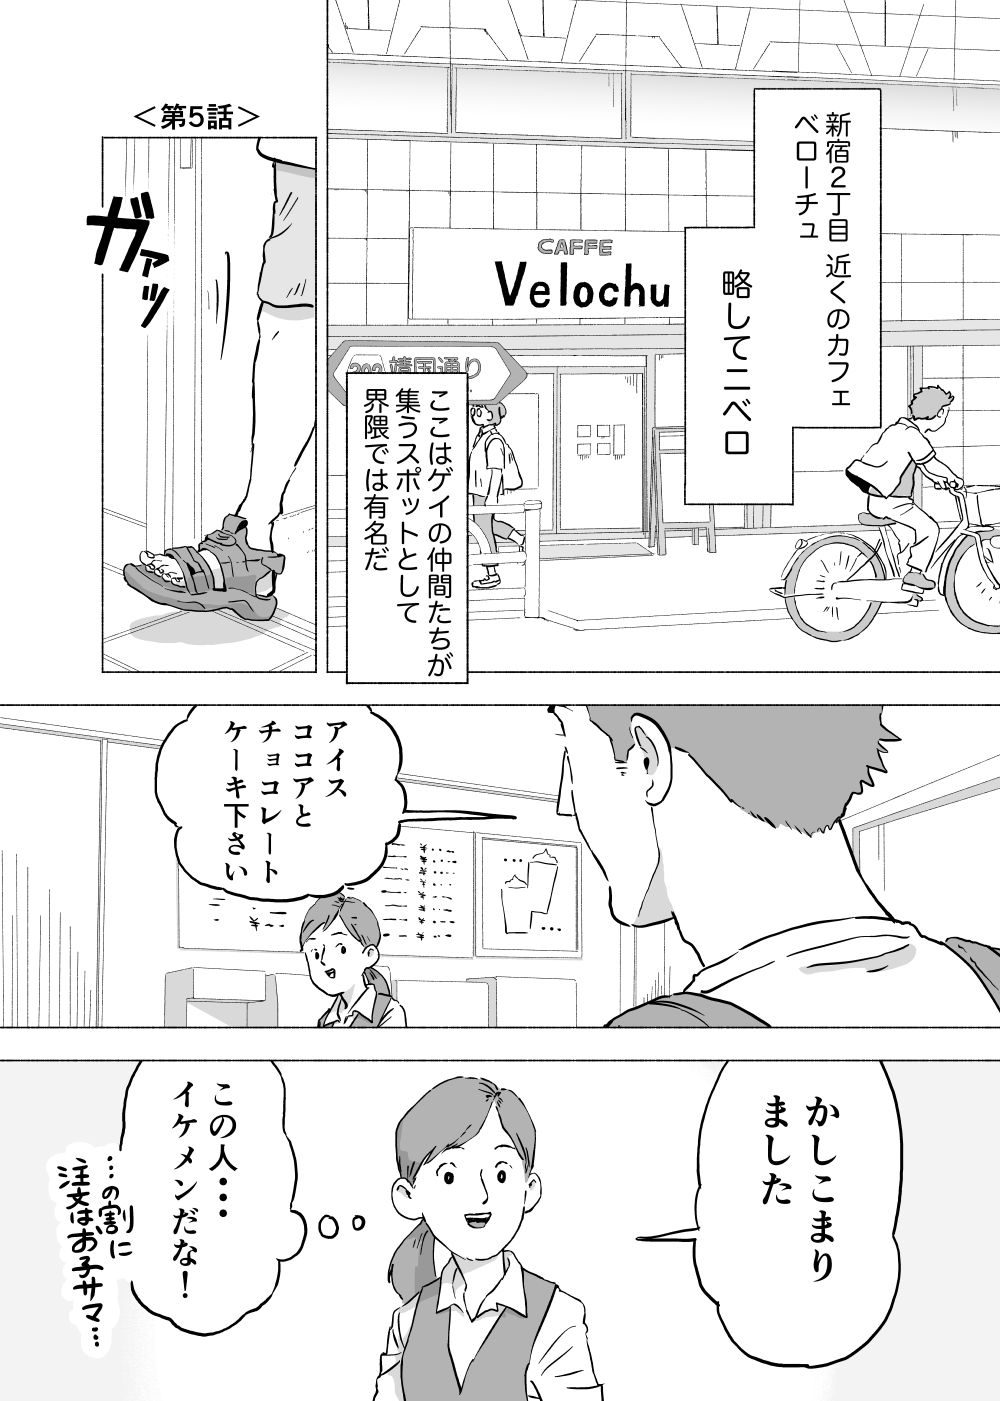 ＜第5話＞
新宿2丁目 近くのカフェ
ベローチュ
略してニベロ
CAFFE
Velochu
靖国通り
ここはゲイの仲間たちが
集うスポットとして
界隈では有名だ
ガァッ
アイス
ココアと
チョコレート
ケーキ下さい
かしこまり
ました
この人・・・
イケメンだな！
…の割に
注文はお子サマ…